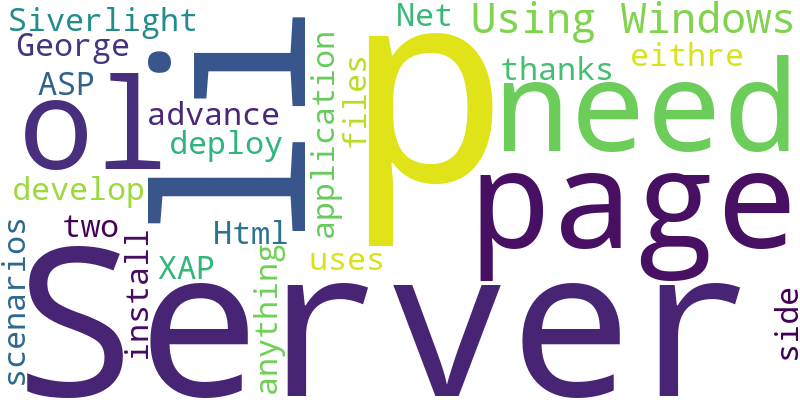 Siverlight
Net
Using Windows
George
eithre
thanks
ASP
need
li
p
ol
advance
files
application
deploy
develop
page
two
Html
uses
XAP
scenarios
install
anything
side
Server